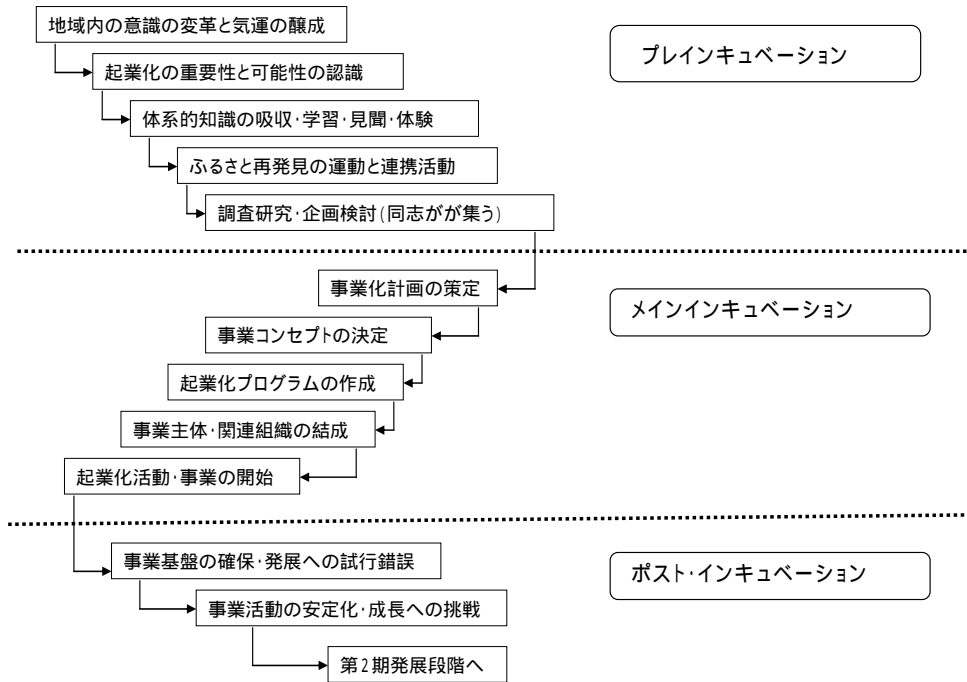 地域内の意識の変革と気運の醸成
プレインキュベーション
起業化の重要性と可能性の認識
体系的知識の吸収･学習･見聞･体験
ふるさと再発見の運動と連携活動
調査研究･企画検討(同志がが集う)
事業化計画の策定
メインインキュベーション
事業コンセプトの決定
起業化プログラムの作成
事業主体･関連組織の結成
起業化活動･事業の開始
事業基盤の確保･発展への試行錯誤
ポスト･インキュベーション
事業活動の安定化･成長への挑戦
第2期発展段階へ